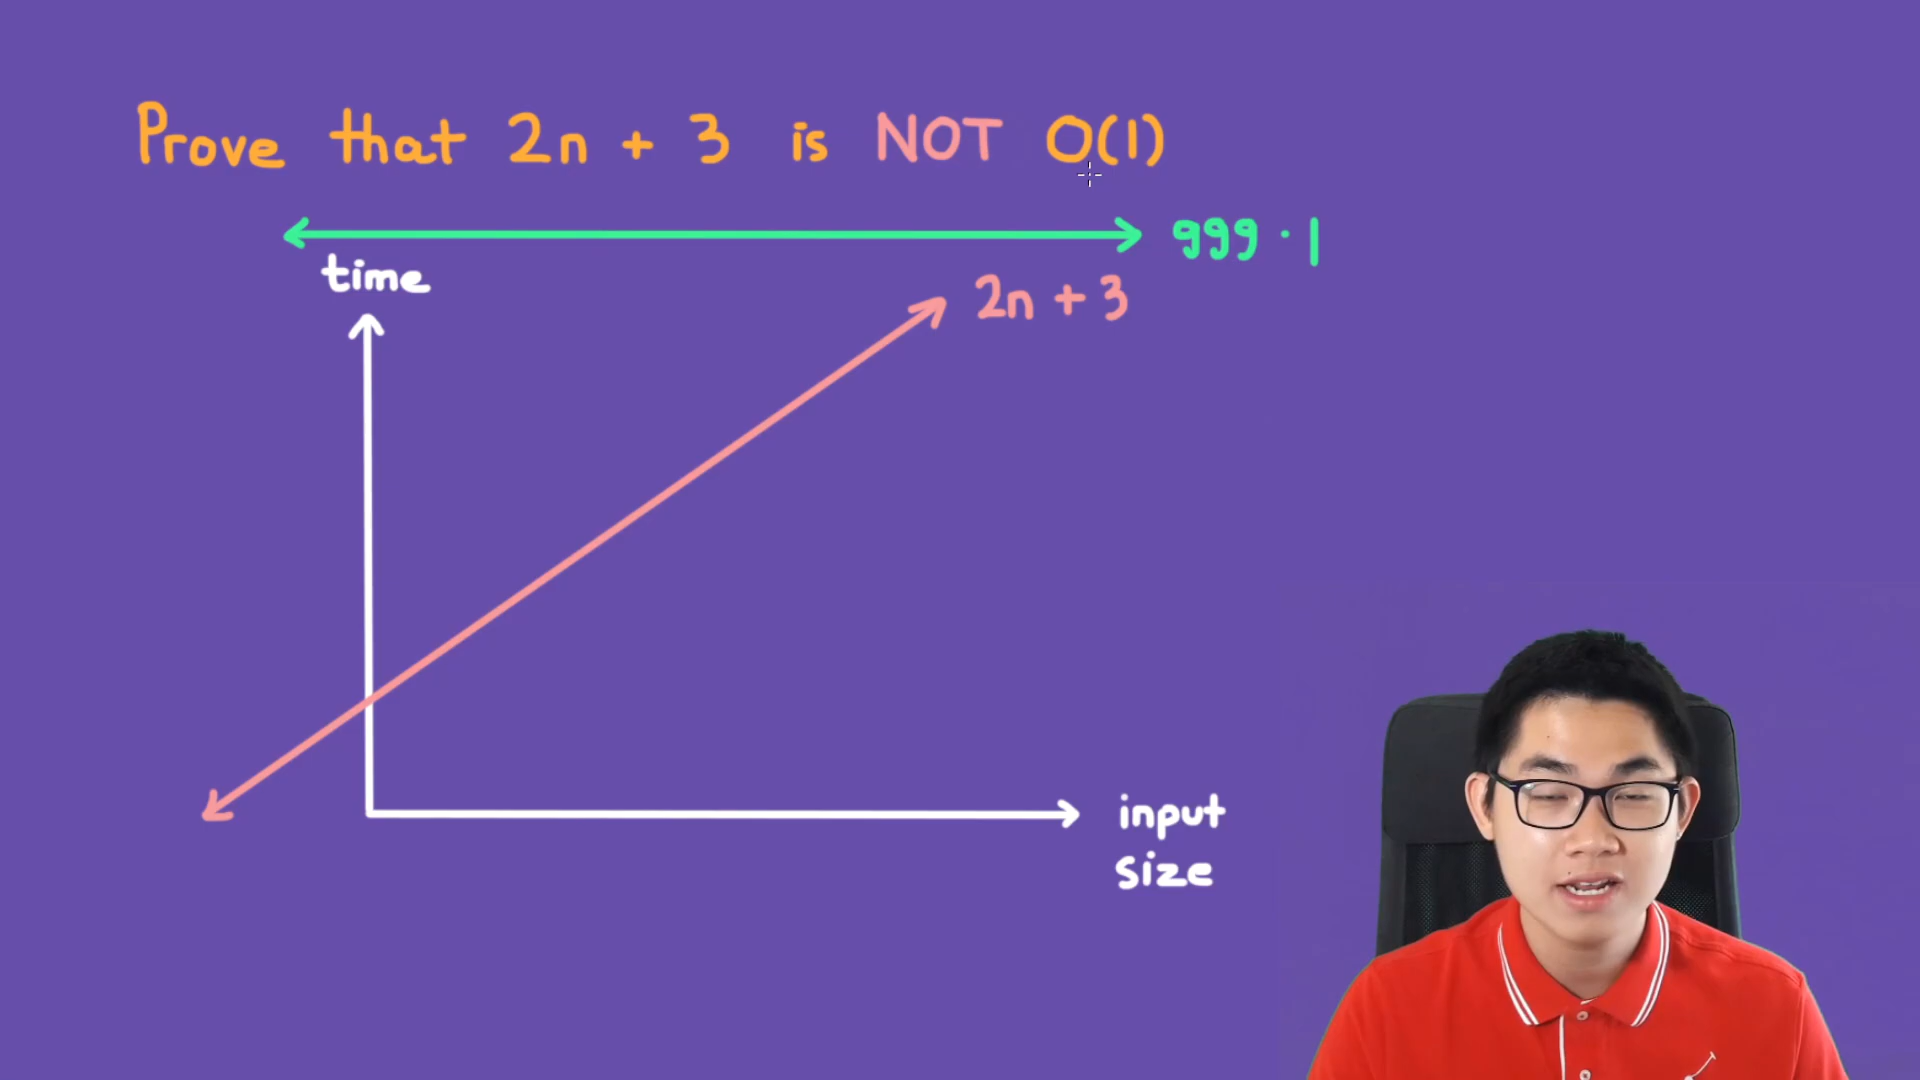 Prove that 2n + 3 is NOT O(1)
999 · 1
time
2n + 3
input
size